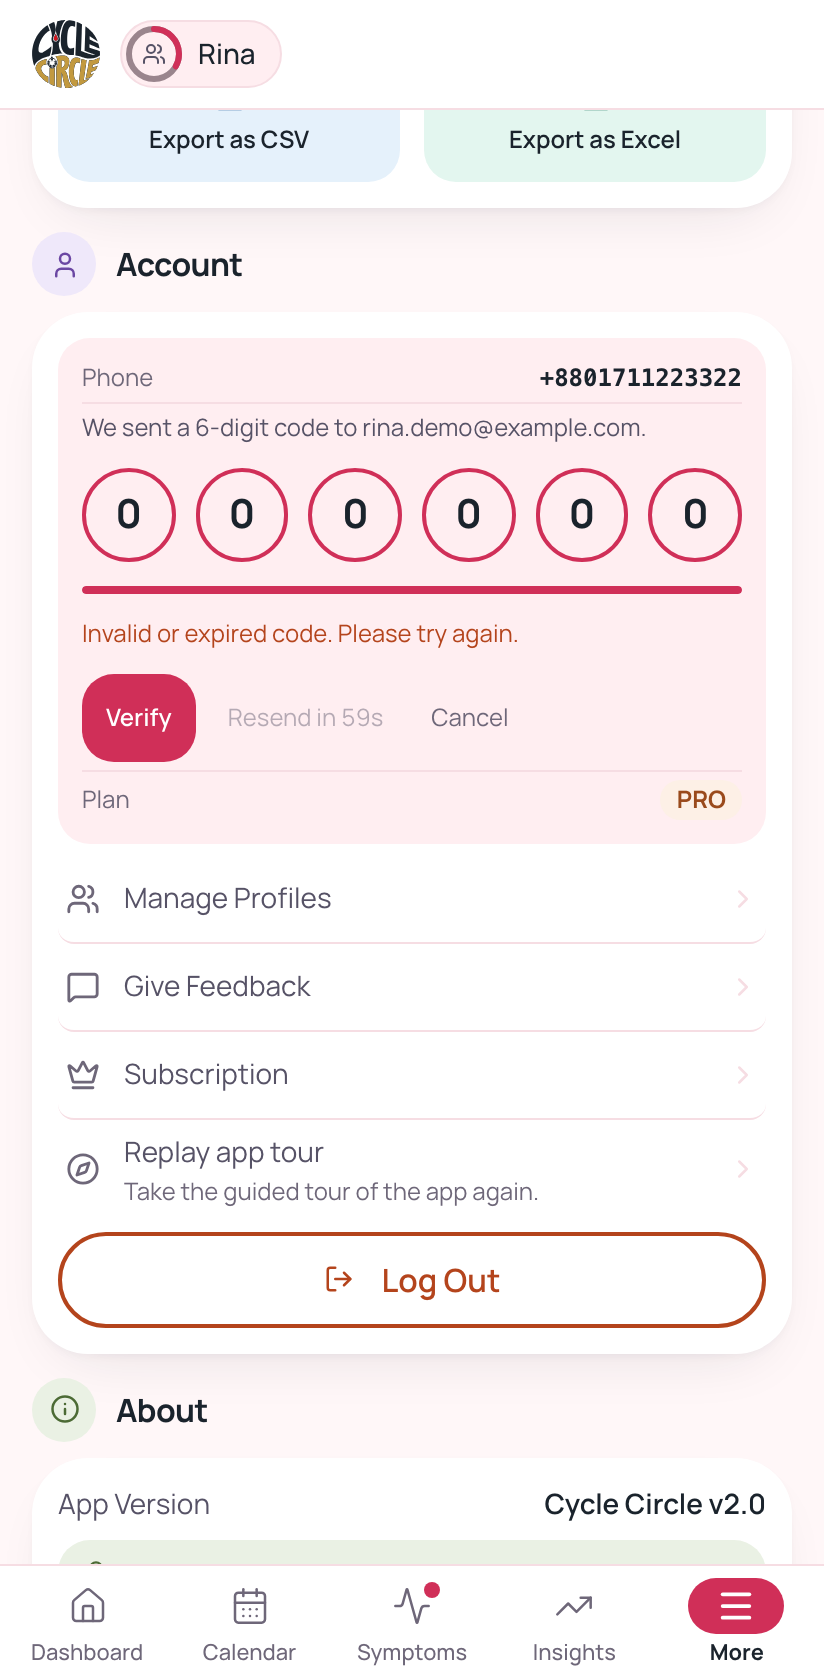 CYCLE
CIRCLE
Rina
Export as CSV
Export as Excel
Account
Phone
+8801711223322
We sent a 6-digit code to rina.demo@example.com.
0 0 0 0 0 0
Invalid or expired code. Please try again.
Verify
Resend in 59s
Cancel
Plan
PRO
Manage Profiles
Give Feedback
Subscription
Replay app tour
Take the guided tour of the app again.
Log Out
About
App Version
Cycle Circle v2.0
Dashboard
Calendar
Symptoms
Insights
More